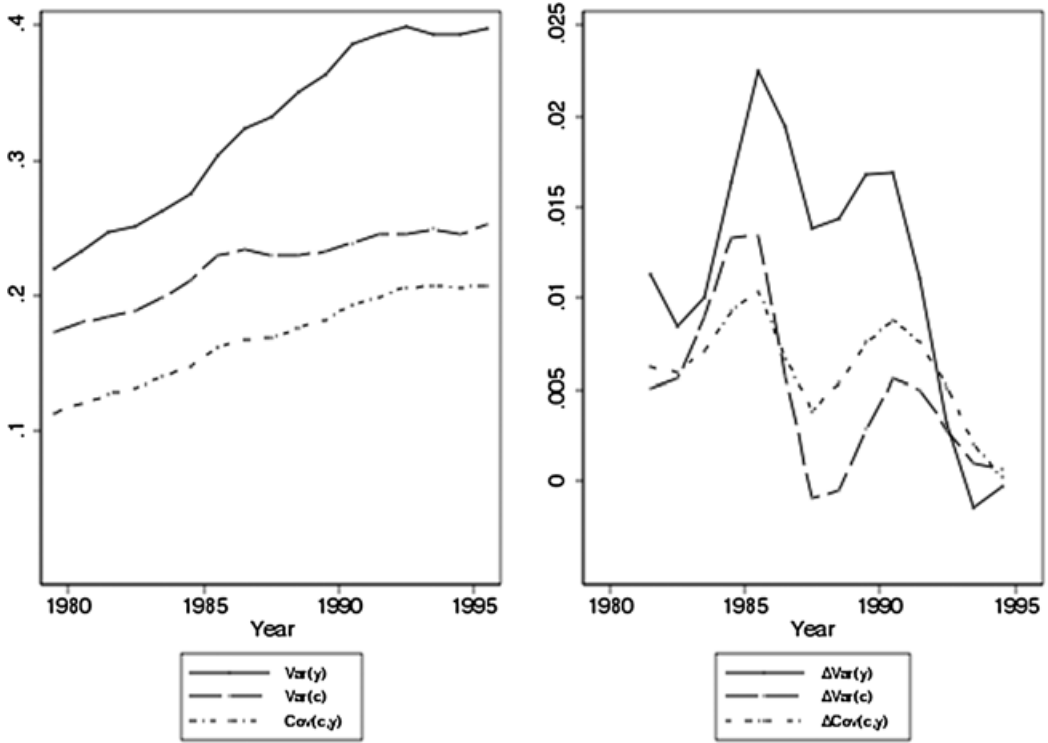 .4
.3
.2
.1
1980 1985 1990 1995
Year
Var(y)
Var(c)
Cov(c,y)
.025
.02
.015
.01
.005
0
1980 1985 1990 1995
Year
ΔVar(y)
ΔVar(c)
ΔCov(c,y)